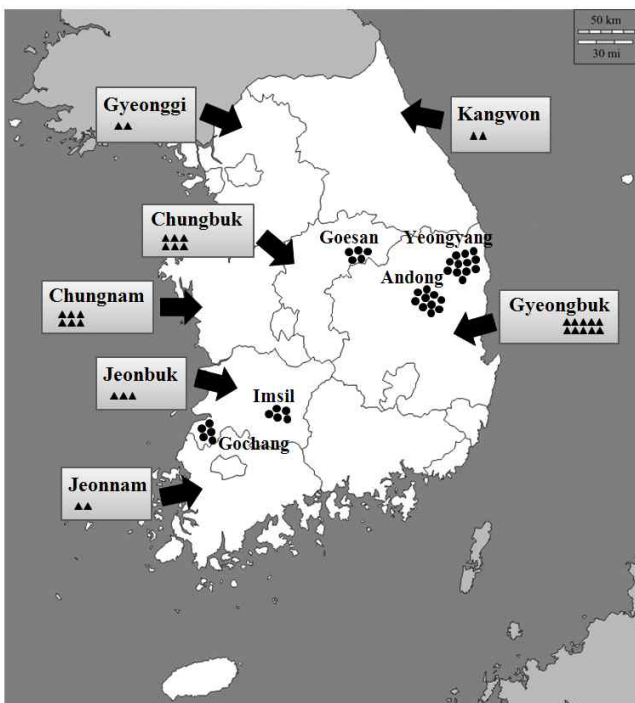 50 km
30 mi
Gyeonggi
Kangwon
Chungbuk
Goesan
Yeongyang
Andong
Chungnam
Gyeongbuk
Jeonbuk
Imsil
Gochang
Jeonnam